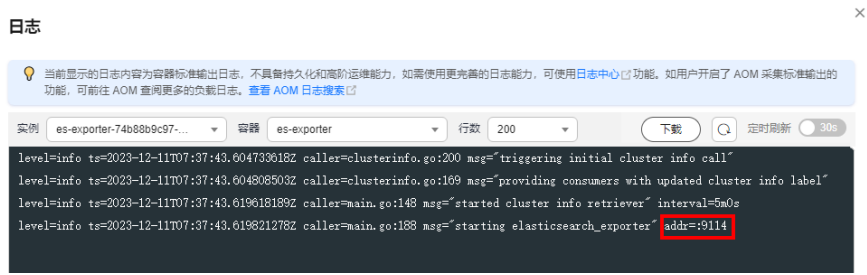 日志
当前显示的日志内容为容器标准输出日志，不具备持久化和高阶运维能力，如需使用更完善的日志能力，可使用日志中心功能。如用户开启了 AOM 采集标准输出的
功能，可前往 AOM 查阅更多的负载日志。查看 AOM 日志搜索
实例 es-exporter-74b88b9c97-... 容器 es-exporter 行数 200 下载 定时刷新 30s
level=info ts=2023-12-11T07:37:43.604733618Z caller=clusterinfo.go:200 msg="triggering initial cluster info call"
level=info ts=2023-12-11T07:37:43.604808503Z caller=clusterinfo.go:169 msg="providing consumers with updated cluster info label"
level=info ts=2023-12-11T07:37:43.619618189Z caller=main.go:148 msg="started cluster info retriever" interval=5m0s
level=info ts=2023-12-11T07:37:43.619821278Z caller=main.go:188 msg="starting elasticsearch_exporter" addr=:9114